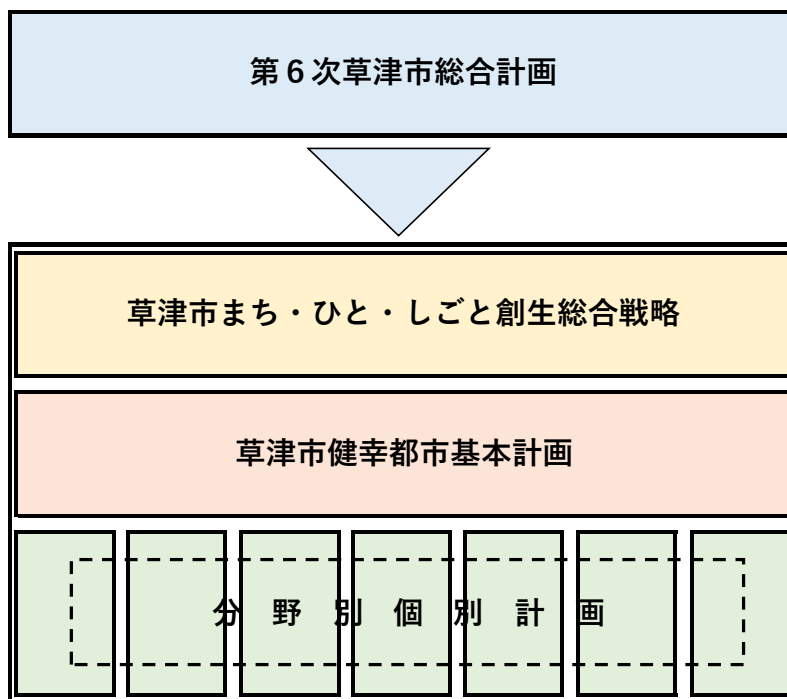 第６次草津市総合計画
草津市まち・ひと・しごと創生総合戦略
草津市健幸都市基本計画
分野別個別計画